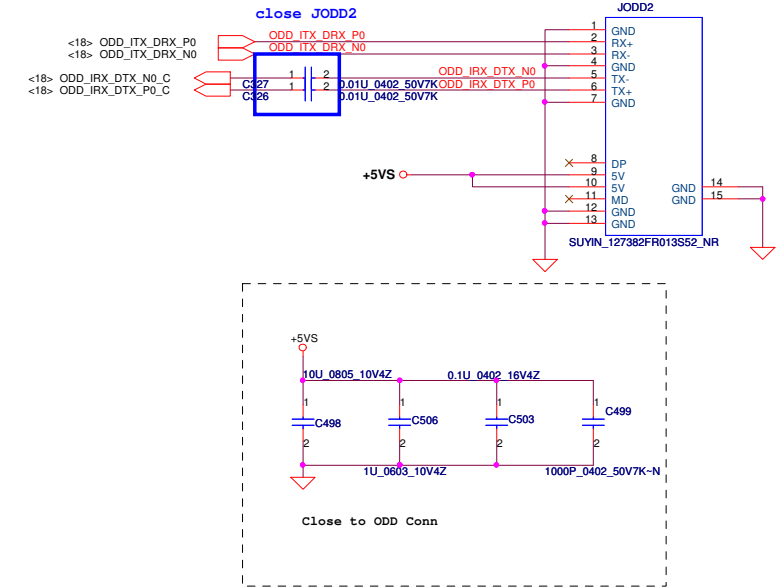 close JODD2
JODD2
<18> ODD_ITX_DRX_P0
ODD_ITX_DRX_P0
<18> ODD_ITX_DRX_N0
ODD_ITX_DRX_N0
<18> ODD_IRX_DTX_N0_C
C327
1
2
0.01U_0402_50V7K
ODD_IRX_DTX_N0
<18> ODD_IRX_DTX_P0_C
C326
1
2
0.01U_0402_50V7K
ODD_IRX_DTX_P0
1 GND
2 RX+
3 RX-
4 GND
5 TX-
6 TX+
7 GND
8 DP
+5VS
9 5V
10 5V
11 MD
12 GND
13 GND
GND 14
GND 15
SUYIN_127382FR013S52_NR
+5VS
10U_0805_10V4Z
0.1U_0402_16V4Z
1
1
1
1
C498
C506
C503
C499
2
2
2
2
1U_0603_10V4Z
1000P_0402_50V7K~N
Close to ODD Conn